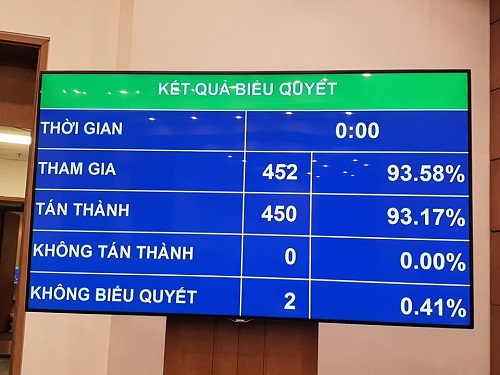 KẾT QUẢ BIỂU QUYẾT
THỜI GIAN 0:00
THAM GIA 452 93.58%
TÁN THÀNH 450 93.17%
KHÔNG TÁN THÀNH 0 0.00%
KHÔNG BIỂU QUYẾT 2 0.41%